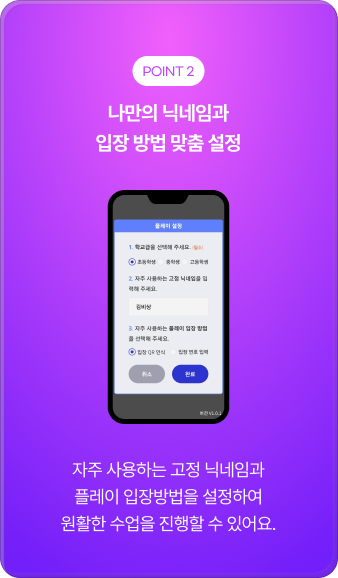 POINT 2
나만의 닉네임과
입장 방법 맞춤 설정
플레이 설정
1. 학교급을 선택해 주세요. (필수)
초등학생 중학생 고등학생
2. 자주 사용하는 고정 닉네임을 입
력해 주세요.
김비상
3. 자주 사용하는 플레이 입장 방법
을 선택해 주세요.
입장 QR 인식 입장 번호 입력
취소 완료
버전 V1.0.1
자주 사용하는 고정 닉네임과
플레이 입장방법을 설정하여
원활한 수업을 진행할 수 있어요.